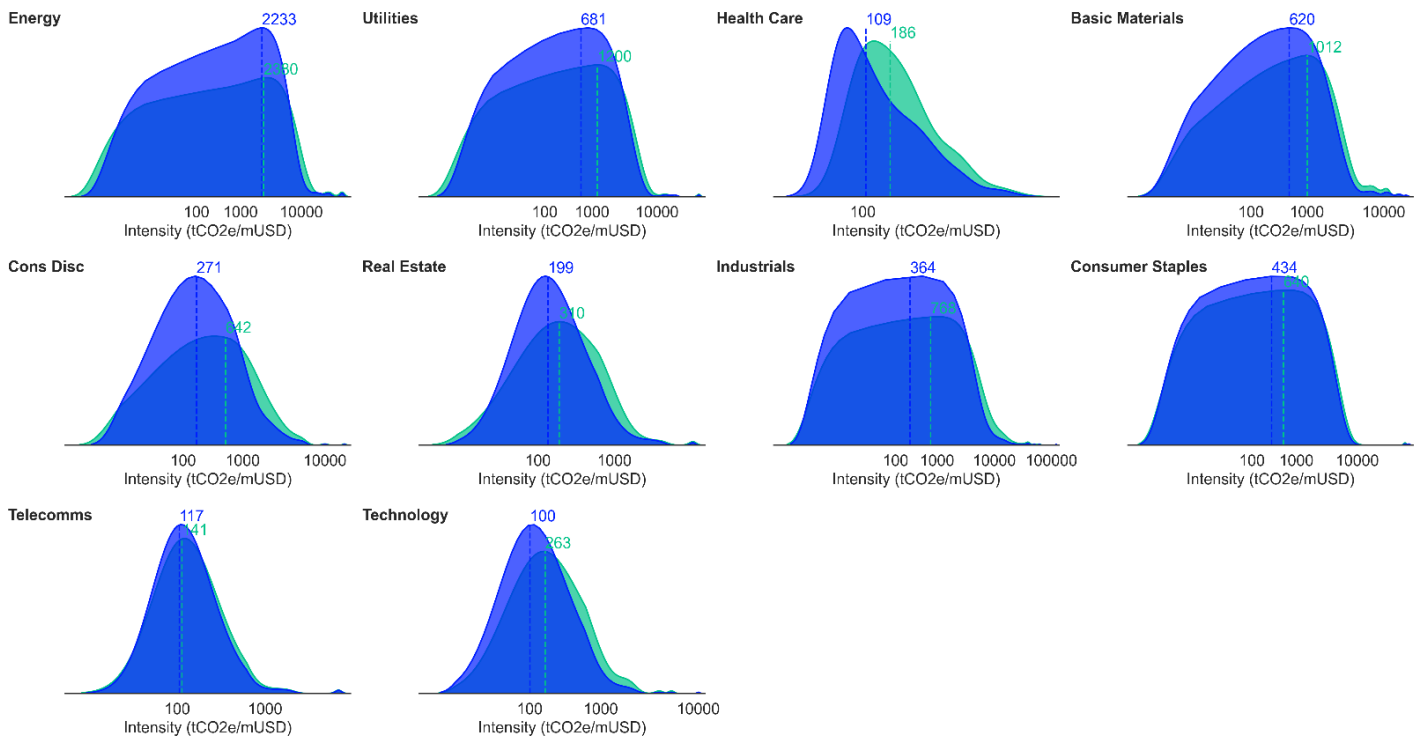 Energy
2233
2380
100 1000 10000
Intensity (tCO2e/mUSD)
Utilities
681
1200
100 1000 10000
Intensity (tCO2e/mUSD)
Health Care
109
186
100
Intensity (tCO2e/mUSD)
Basic Materials
620
1012
100 1000 10000
Intensity (tCO2e/mUSD)
Cons Disc
271
642
100 1000 10000
Intensity (tCO2e/mUSD)
Real Estate
199
310
100 1000
Intensity (tCO2e/mUSD)
Industrials
364
100 1000 10000 100000
Intensity (tCO2e/mUSD)
Consumer Staples
434
640
100 1000 10000
Intensity (tCO2e/mUSD)
Telecomms
117
141
100 1000
Intensity (tCO2e/mUSD)
Technology
100
263
100 1000 10000
Intensity (tCO2e/mUSD)